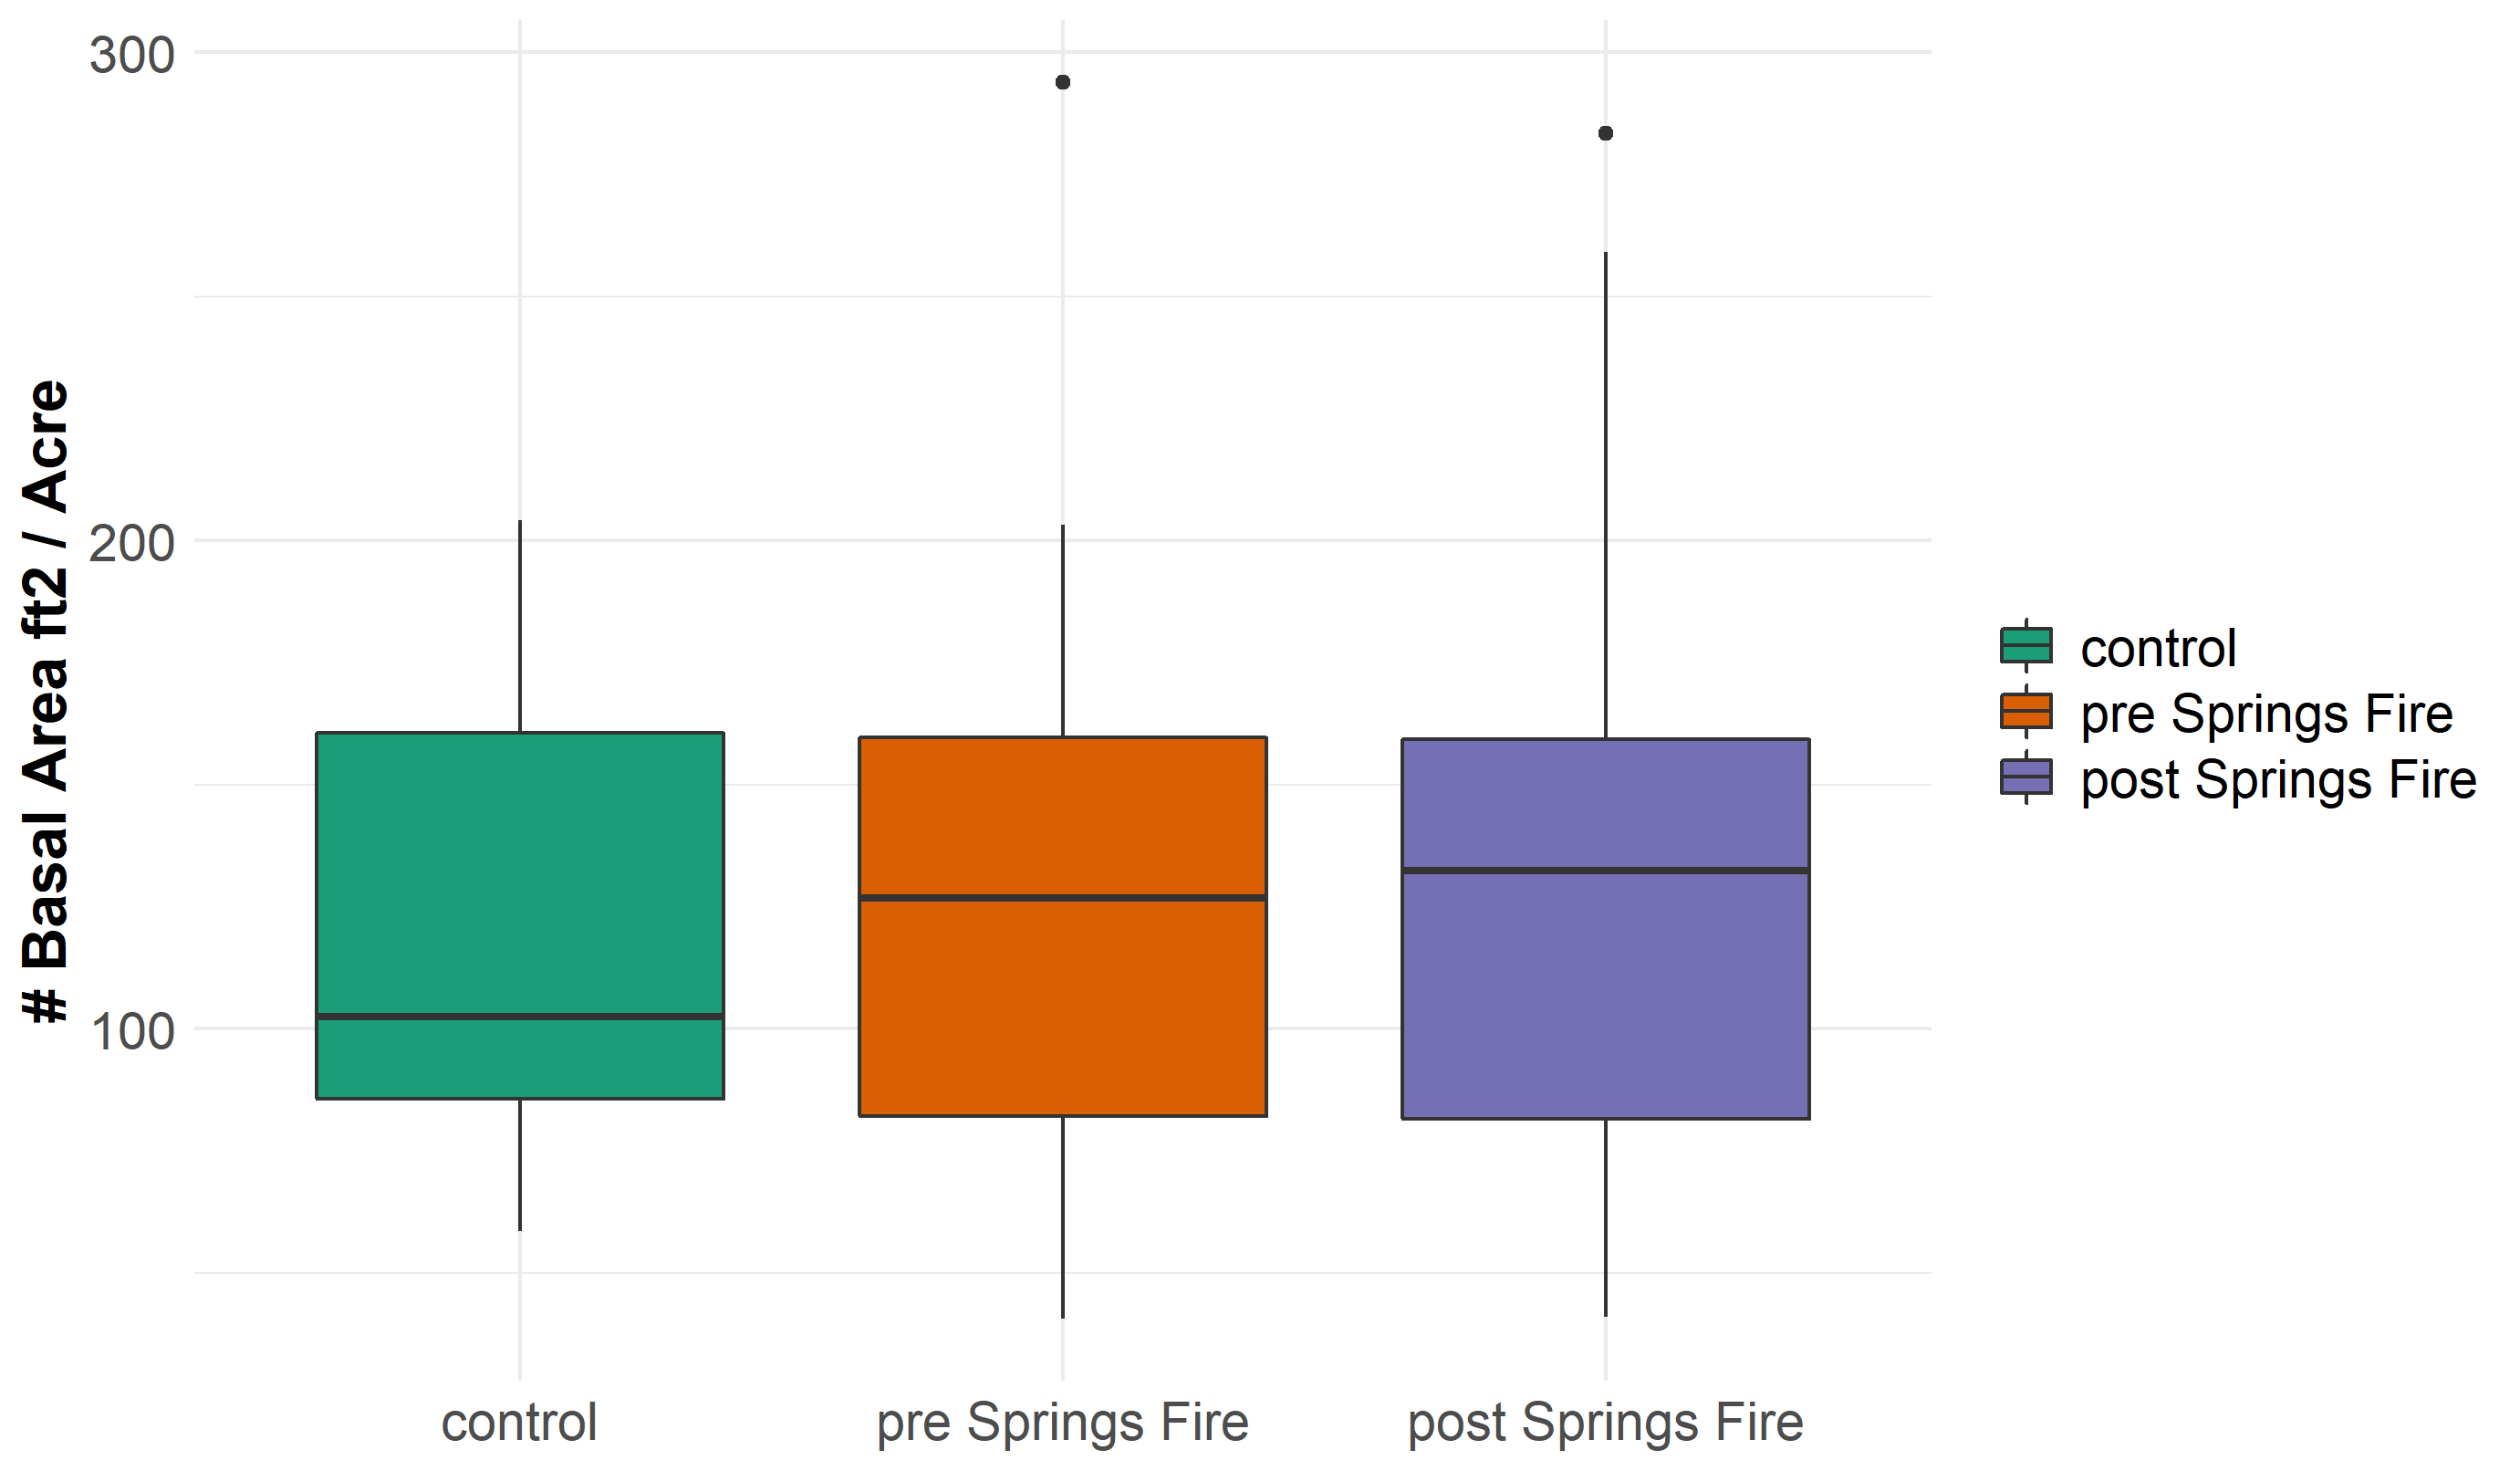 # Basal Area ft2 / Acre
300
200
100
control
pre Springs Fire
post Springs Fire
control
pre Springs Fire
post Springs Fire